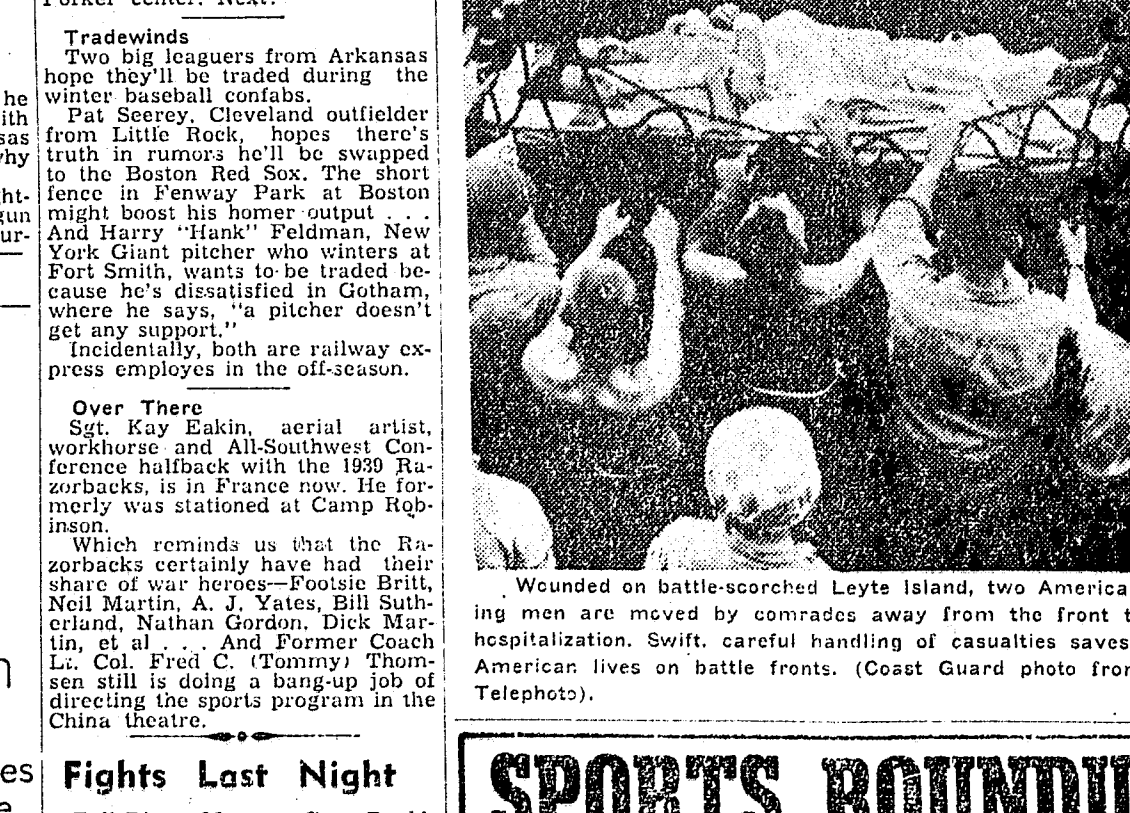 Porker center. Next?
Tradewinds
Two big leaguers from Arkansas
hope they'll be traded during the
winter baseball confabs.
Pat Seerey, Cleveland outfielder
from Little Rock, hopes there's
truth in rumors he'll be swapped
to the Boston Red Sox. The short
fence in Fenway Park at Boston
might boost his homer output . . .
And Harry "Hank" Feldman, New
York Giant pitcher who winters at
Fort Smith, wants to be traded be-
cause he's dissatisfied in Gotham,
where he says, "a pitcher doesn't
get any support."
Incidentally, both are railway ex-
press employes in the off-season.
Over There
Sgt. Kay Eakin, aerial artist,
workhorse and All-Southwest Con-
ference halfback with the 1939 Ra-
zorbacks, is in France now. He for-
merly was stationed at Camp Rob-
inson.
Which reminds us that the Ra-
zorbacks certainly have had their
share of war heroes—Footsie Britt,
Neil Martin, A. J. Yates, Bill Suth-
erland, Nathan Gordon, Dick Mar-
tin, et al . . . And Former Coach
Lt. Col. Fred C. (Tommy) Thom-
sen still is doing a bang-up job of
directing the sports program in the
China theatre.
Fights Last Night
he
ith
sas
hy
ht-
gun
ur-
es
Wounded on battle-scorched Leyte Island, two America
ing men are moved by comrades away from the front t
hospitalization. Swift, careful handling of casualties saves
American lives on battle fronts. (Coast Guard photo from
Telephoto).
SPORTS ROUNDU